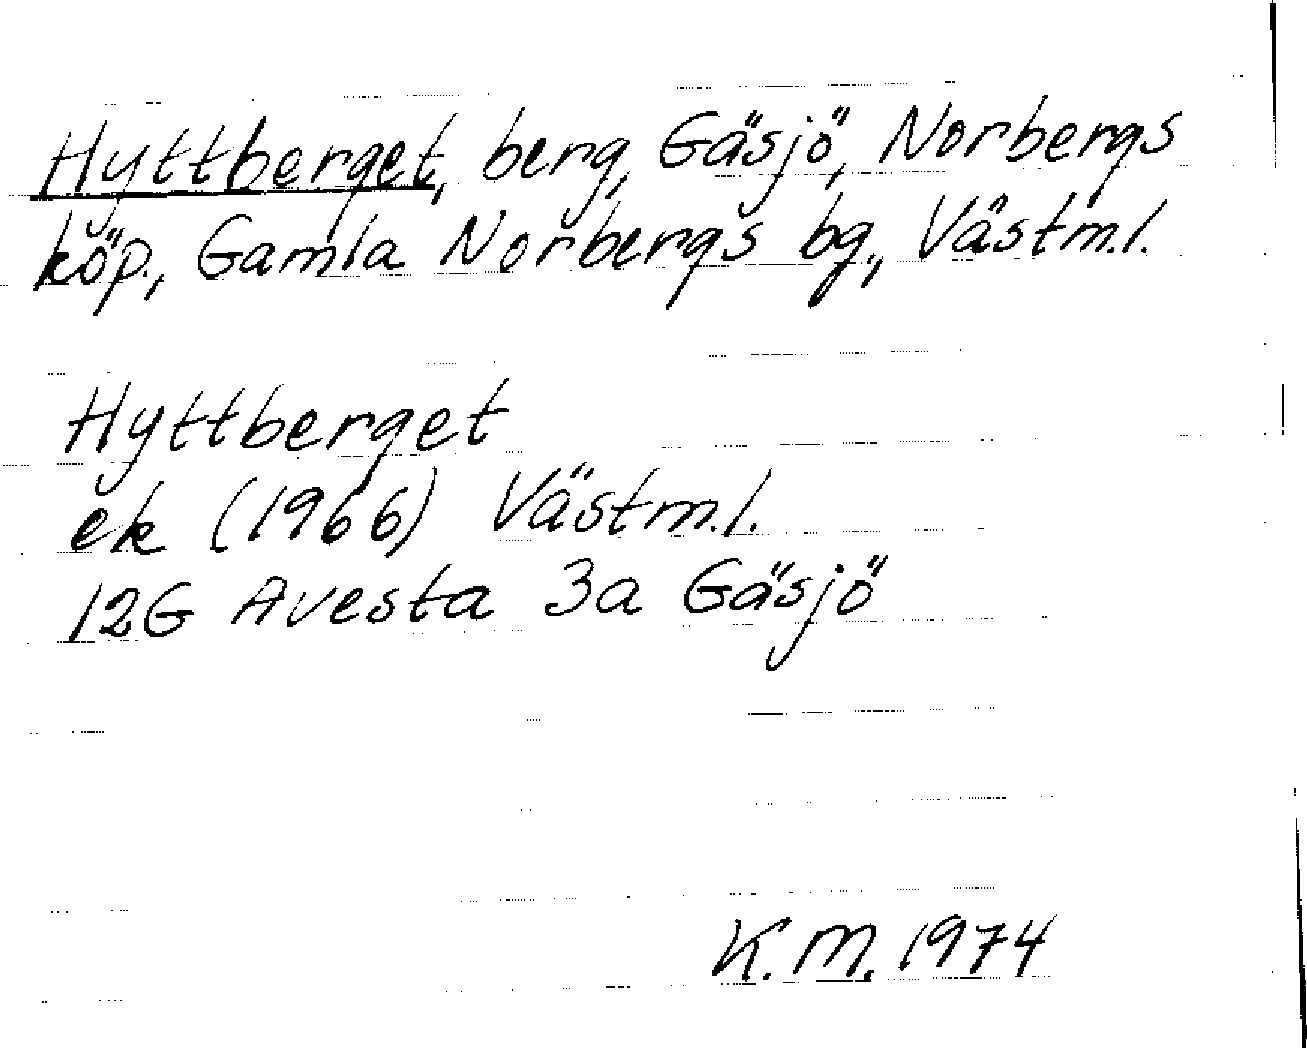 Hyttberget, berg, Gäsjö, Norbergs
köp., Gamla Norbergs bg., Västm.l.
Hyttberget
ek (1966) Västm.l.
12G Avesta 3a Gäsjö
K.M. 1974